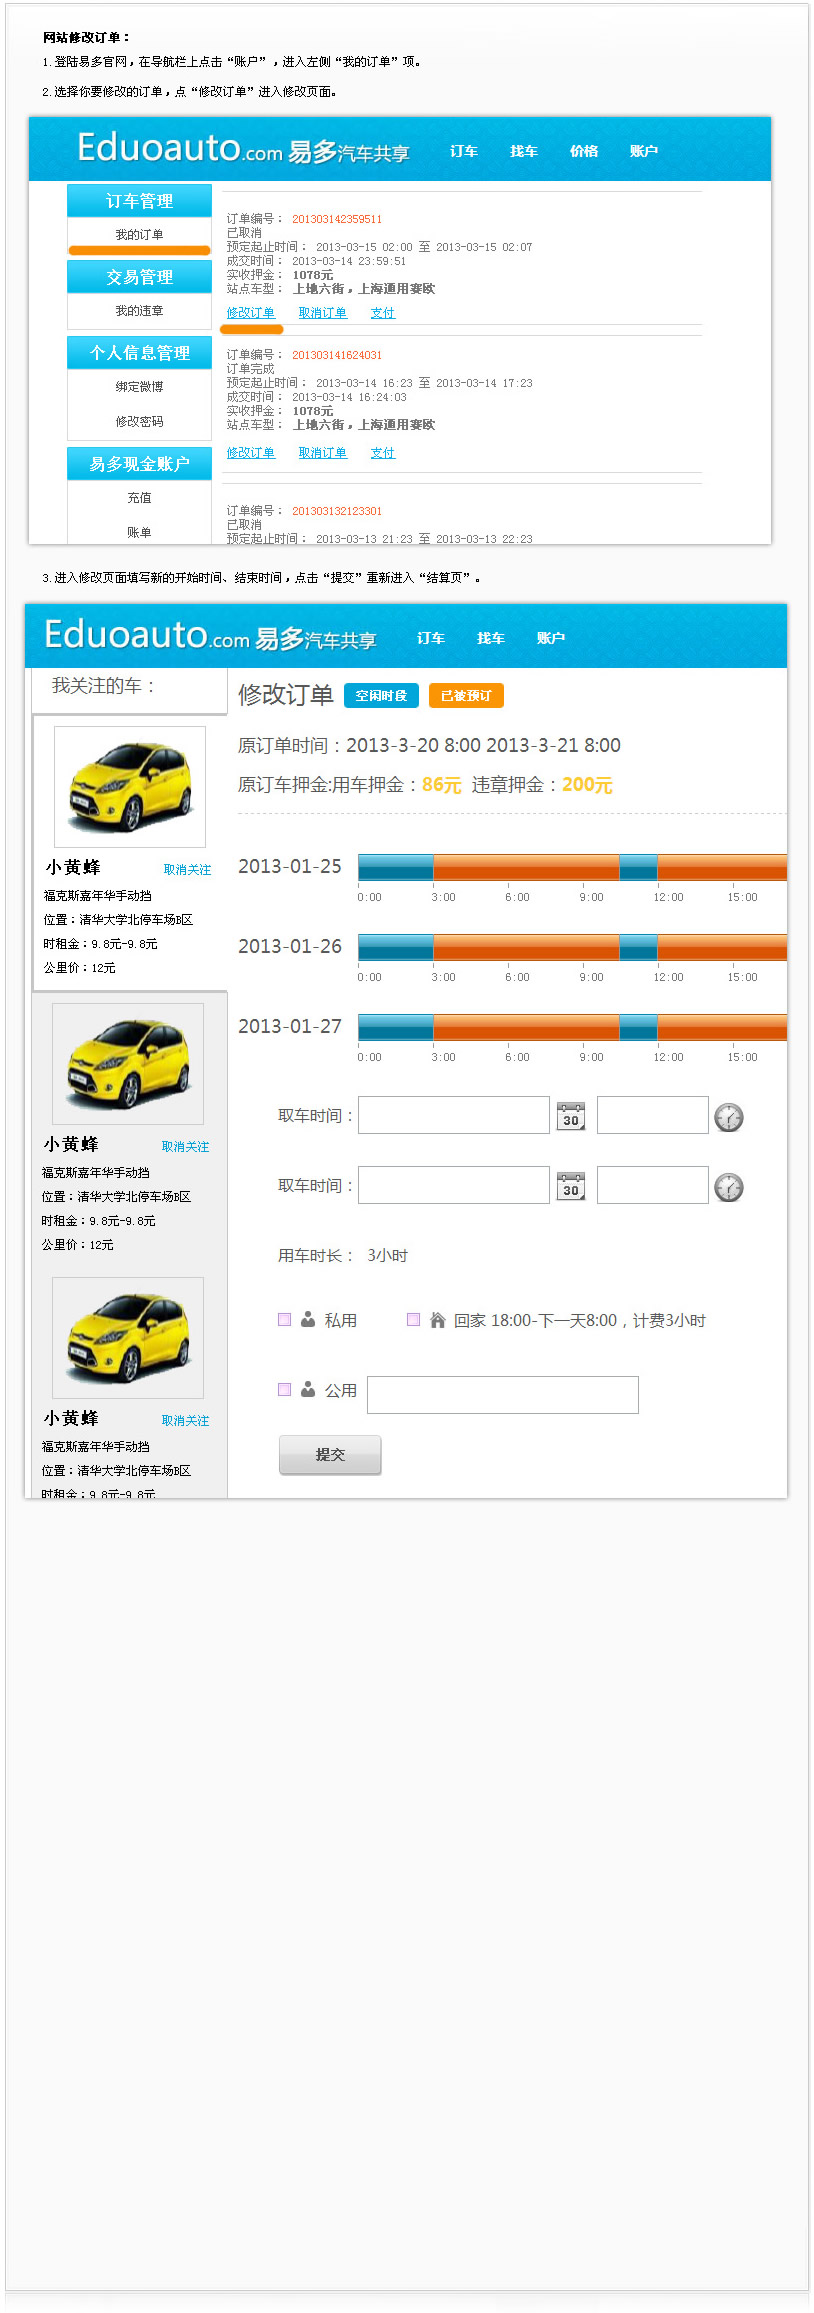 网站修改订单：
1.登陆易多官网，在导航栏上点击“账户”，进入左侧“我的订单”项。
2.选择你要修改的订单，点“修改订单”进入修改页面。
Eduoauto.com 易多汽车共享 订车 找车 价格 账户
订车管理
我的订单
交易管理
我的违章
个人信息管理
绑定微博
修改密码
易多现金账户
充值
账单
订单编号： 201303142359511
已取消
预定起止时间： 2013-03-15 02:00 至 2013-03-15 02:07
成交时间： 2013-03-14 23:59:51
实收押金： 1078元
站点车型： 上地六街，上海通用赛欧
修改订单 取消订单 支付
订单编号： 201303141624031
订单完成
预定起止时间： 2013-03-14 16:23 至 2013-03-14 17:23
成交时间： 2013-03-14 16:24:03
实收押金： 1078元
站点车型： 上地六街，上海通用赛欧
修改订单 取消订单 支付
订单编号： 201303132123301
已取消
预定起止时间： 2013-03-13 21:23 至 2013-03-13 22:23
3.进入修改页面填写新的开始时间、结束时间，点击“提交”重新进入“结算页”。
Eduoauto.com 易多汽车共享 订车 找车 账户
我关注的车：
小黄蜂 取消关注
福克斯嘉年华手动挡
位置：清华大学北停车场B区
时租金：9.8元-9.8元
公里价：12元
小黄蜂 取消关注
福克斯嘉年华手动挡
位置：清华大学北停车场B区
时租金：9.8元-9.8元
公里价：12元
小黄蜂 取消关注
福克斯嘉年华手动挡
位置：清华大学北停车场B区
时租金：9.8元-9.8元
修改订单 空闲时段 已被预订
原订单时间：2013-3-20 8:00 2013-3-21 8:00
原订车押金:用车押金：86元 违章押金：200元
2013-01-25
0:00 3:00 6:00 9:00 12:00 15:00
2013-01-26
0:00 3:00 6:00 9:00 12:00 15:00
2013-01-27
0:00 3:00 6:00 9:00 12:00 15:00
取车时间： 30
取车时间： 30
用车时长： 3小时
私用 回家 18:00-下一天8:00，计费3小时
公用
提交